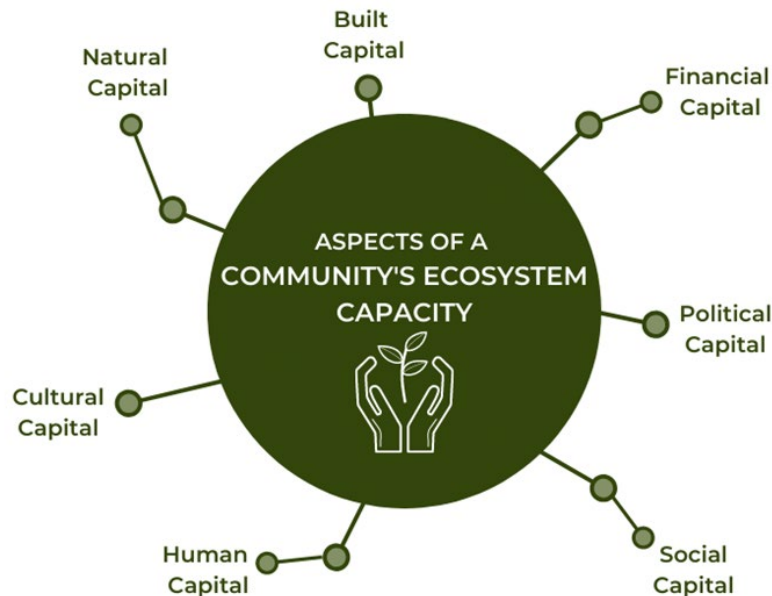 Built
Capital
Natural
Capital
Financial
Capital
ASPECTS OF A
COMMUNITY'S ECOSYSTEM
CAPACITY
Political
Capital
Cultural
Capital
Human
Capital
Social
Capital